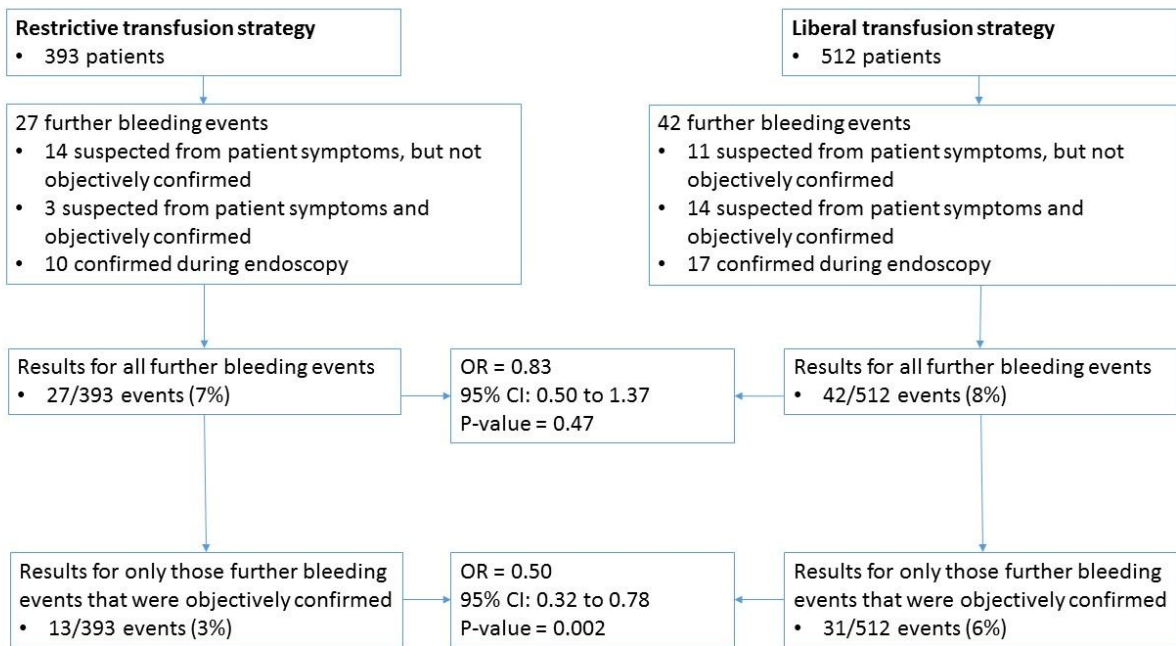 Restrictive transfusion strategy
• 393 patients
Liberal transfusion strategy
• 512 patients
27 further bleeding events
• 14 suspected from patient symptoms, but not
objectively confirmed
• 3 suspected from patient symptoms and
objectively confirmed
• 10 confirmed during endoscopy
42 further bleeding events
• 11 suspected from patient symptoms, but not
objectively confirmed
• 14 suspected from patient symptoms and
objectively confirmed
• 17 confirmed during endoscopy
Results for all further bleeding events
• 27/393 events (7%)
OR = 0.83
95% CI: 0.50 to 1.37
P-value = 0.47
Results for all further bleeding events
• 42/512 events (8%)
Results for only those further bleeding
events that were objectively confirmed
• 13/393 events (3%)
OR = 0.50
95% CI: 0.32 to 0.78
P-value = 0.002
Results for only those further bleeding
events that were objectively confirmed
• 31/512 events (6%)